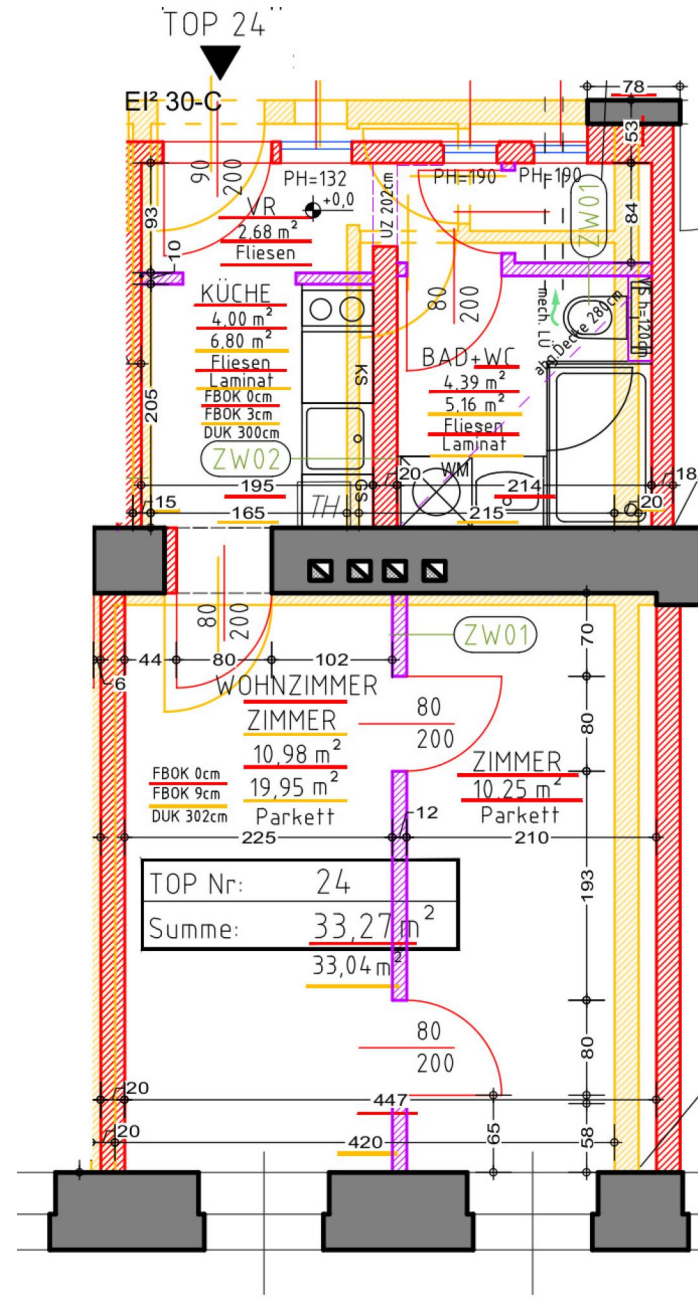 TOP 24
EI² 30-C
78
53
90
200
PH=132
PH=190
PH=190
VR
+0,0
2.68 m²
Fliesen
UZ 202cm
ZW01
93
84
10
KÜCHE
4.00 m²
6,80 m²
Fliesen
Laminat
FBOK 0cm
FBOK 3cm
DUK 300cm
ZW02
80
200
mech. LÜ
abg.Decke 280cm
VS h=120cm
BAD+WC
4.39 m²
5,16 m²
Fliesen
Laminat
WM
KS
GS
TH
205
195
20
214
18
15
165
215
20
80
200
ZW01
70
44
80
102
6
WOHNZIMMER
ZIMMER
10,98 m²
19,95 m²
Parkett
FBOK 0cm
FBOK 9cm
DUK 302cm
80
200
80
ZIMMER
10.25 m²
Parkett
225
12
210
TOP Nr: 24
Summe: 33,27m²
33,04m²
193
80
200
80
20
447
20
420
65
58